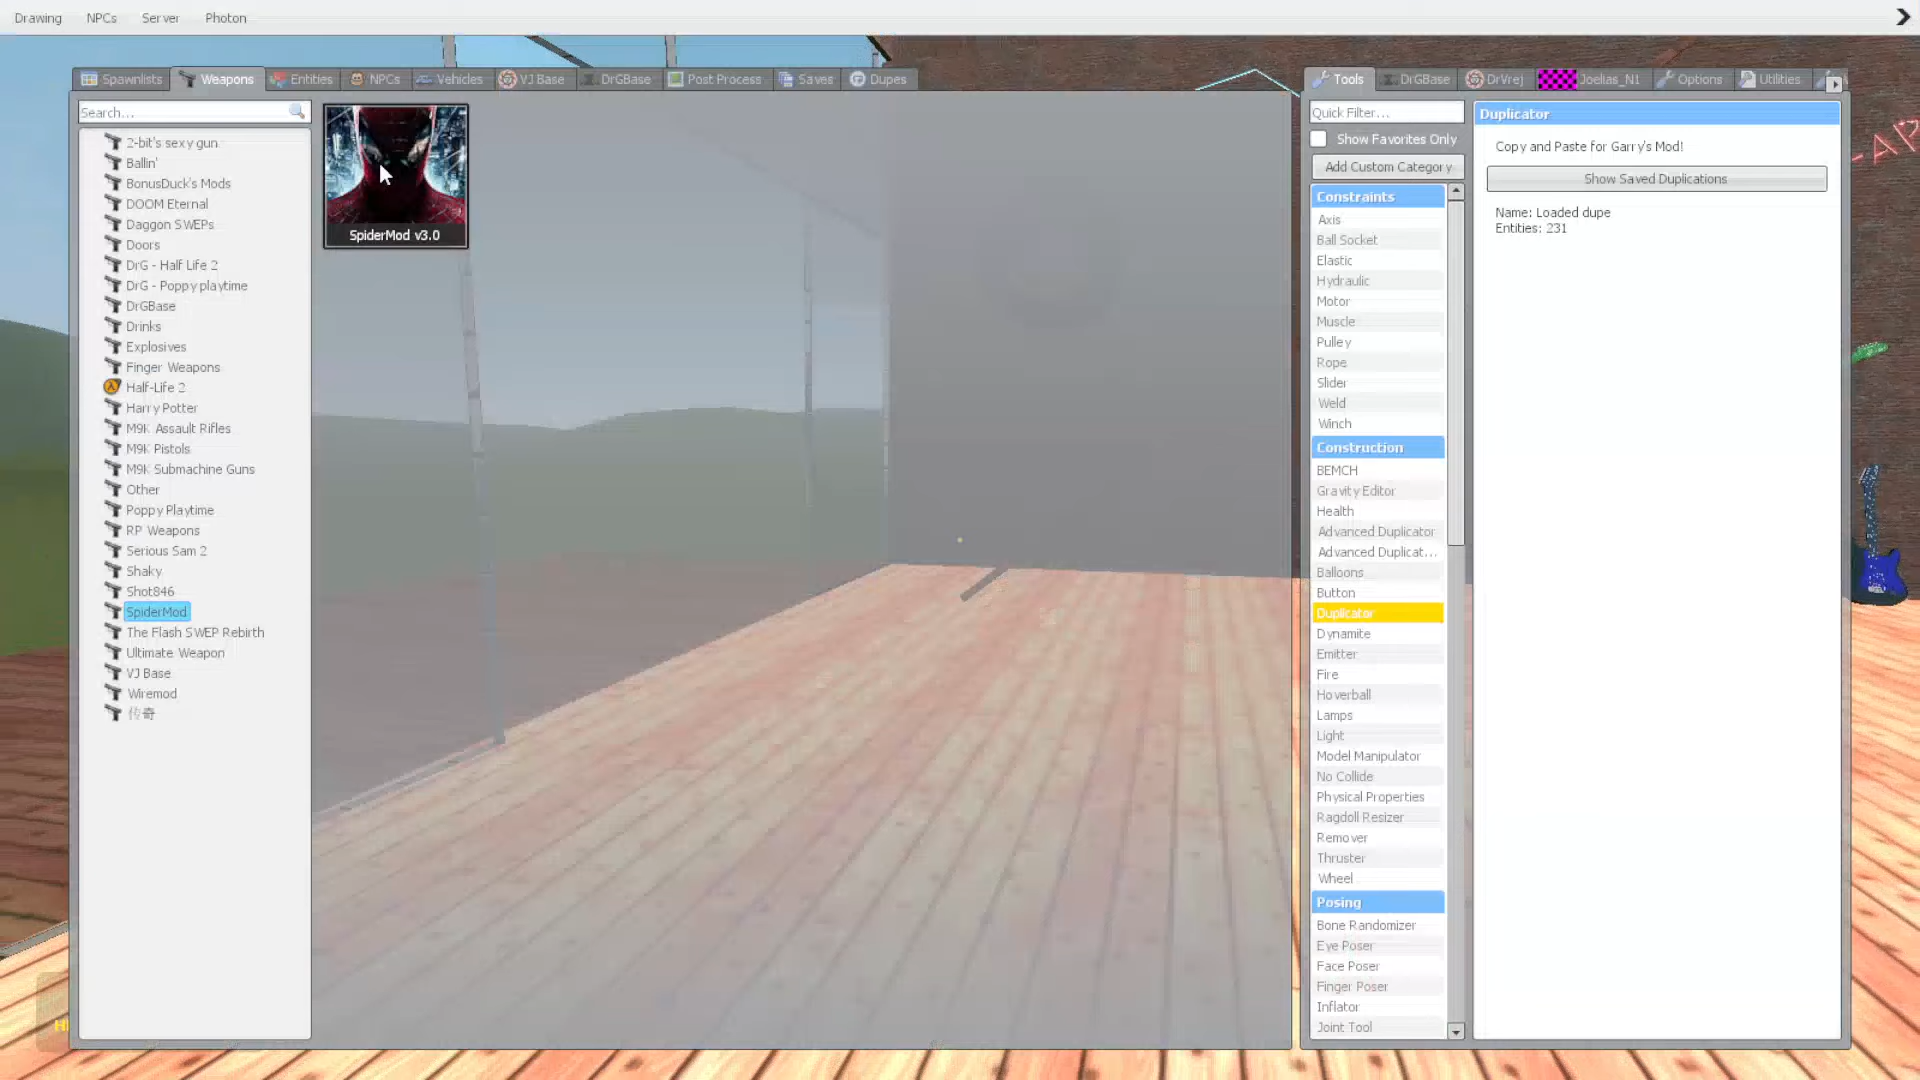 Drawing NPCs Server Photon
Spawnlists Weapons Entities NPCs Vehicles VJ Base DrGBase Post Process Saves Dupes
Search...
2-bit's sexy gun
Ballin'
BonusDuck's Mods
DOOM Eternal
Daggon SWEPs
Doors
DrG - Half Life 2
DrG - Poppy playtime
DrGBase
Drinks
Explosives
Finger Weapons
Half-Life 2
Harry Potter
M9K Assault Rifles
M9K Pistols
M9K Submachine Guns
Other
Poppy Playtime
RP Weapons
Serious Sam 2
Shaky
Shot846
SpiderMod
The Flash SWEP Rebirth
Ultimate Weapon
VJ Base
Wiremod
传奇
SpiderMod v3.0
Tools DrGBase DrVrej Joelias_N1 Options Utilities
Quick Filter...
Show Favorites Only
Add Custom Category
Constraints
Axis
Ball Socket
Elastic
Hydraulic
Motor
Muscle
Pulley
Rope
Slider
Weld
Winch
Construction
BEMCH
Gravity Editor
Health
Advanced Duplicator
Advanced Duplicat...
Balloons
Button
Duplicator
Dynamite
Emitter
Fire
Hoverball
Lamps
Light
Model Manipulator
No Collide
Physical Properties
Ragdoll Resizer
Remover
Thruster
Wheel
Posing
Bone Randomizer
Eye Poser
Face Poser
Finger Poser
Inflator
Joint Tool
Duplicator
Copy and Paste for Garry's Mod!
Show Saved Duplications
Name: Loaded dupe
Entities: 231